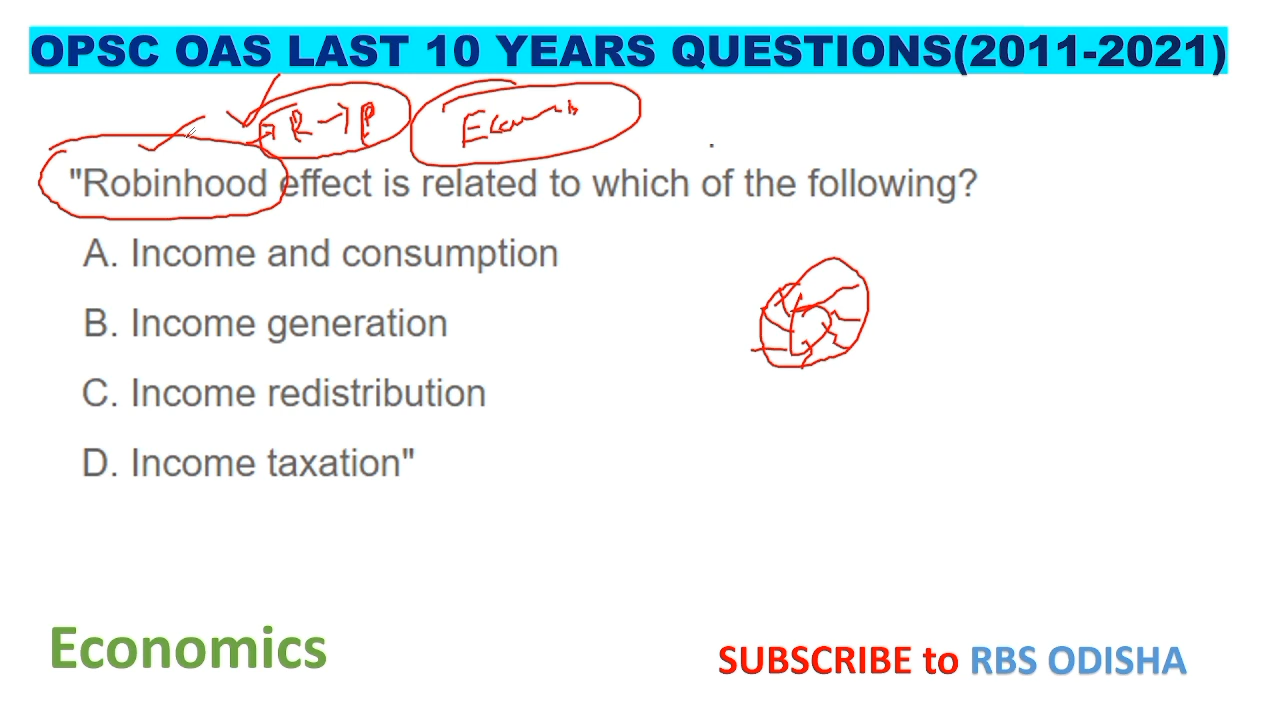 OPSC OAS LAST 10 YEARS QUESTIONS(2011-2021)
R → P
"Robinhood effect is related to which of the following?
A. Income and consumption
B. Income generation
C. Income redistribution
D. Income taxation"
Economics
SUBSCRIBE to RBS ODISHA